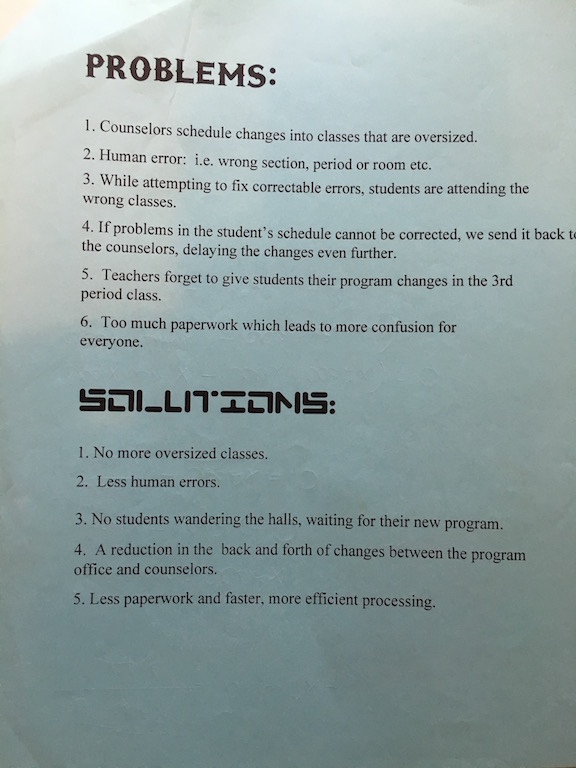 PROBLEMS:
1. Counselors schedule changes into classes that are oversized.
2. Human error:  i.e. wrong section, period or room etc.
3. While attempting to fix correctable errors, students are attending the
wrong classes.
4. If problems in the student's schedule cannot be corrected, we send it back to
the counselors, delaying the changes even further.
5.  Teachers forget to give students their program changes in the 3rd
period class.
6.  Too much paperwork which leads to more confusion for
everyone.
SOLUTIONS:
1. No more oversized classes.
2.  Less human errors.
3. No students wandering the halls, waiting for their new program.
4.  A reduction in the  back and forth of changes between the program
office and counselors.
5. Less paperwork and faster, more efficient processing.